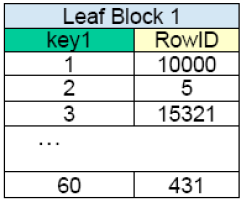 Leaf Block 1
key1 RowID
1 10000
2 5
3 15321
...
60 431